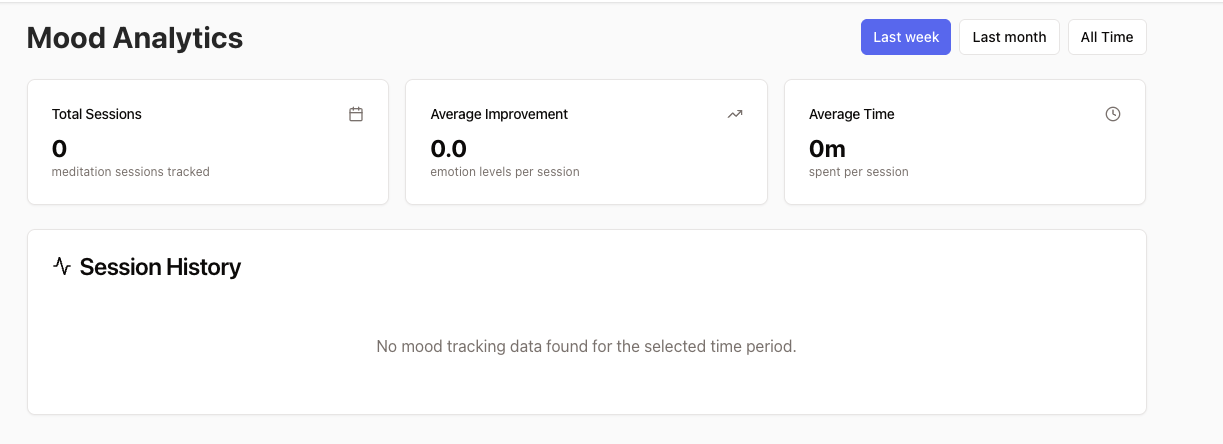 Mood Analytics
Last week
Last month
All Time
Total Sessions
0
meditation sessions tracked
Average Improvement
0.0
emotion levels per session
Average Time
0m
spent per session
Session History
No mood tracking data found for the selected time period.